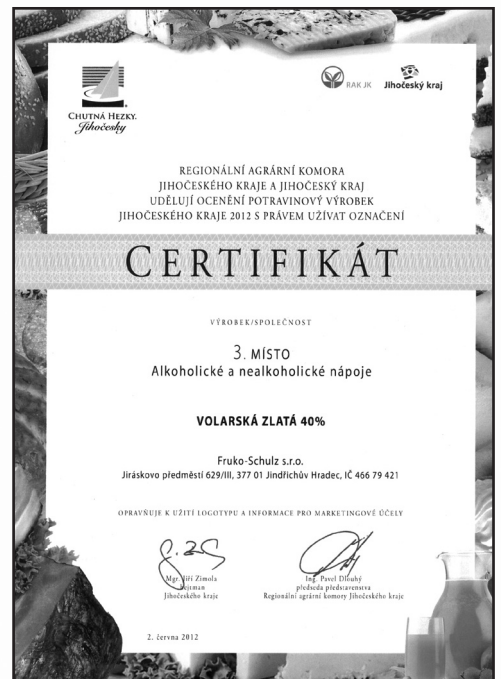 CHUTNÁ HEZKY.
Jihočesky
RAK JK
Jihočeský kraj
REGIONÁLNÍ AGRÁRNÍ KOMORA
JIHOČESKÉHO KRAJE A JIHOČESKÝ KRAJ
UDĚLUJÍ OCENĚNÍ POTRAVINOVÝ VÝROBEK
JIHOČESKÉHO KRAJE 2012 S PRÁVEM UŽÍVAT OZNAČENÍ
CERTIFIKÁT
VÝROBEK/SPOLEČNOST
3. MÍSTO
Alkoholické a nealkoholické nápoje
VOLARSKÁ ZLATÁ 40%
Fruko-Schulz s.r.o.
Jiráskovo předměstí 629/III, 377 01 Jindřichův Hradec, IČ 466 79 421
OPRAVŇUJE K UŽITÍ LOGOTYPU A INFORMACE PRO MARKETINGOVÉ ÚČELY
Mgr. Jiří Zimola
hejtman
Jihočeského kraje
Ing. Pavel Dlouhý
předseda představenstva
Regionální agrární komory Jihočeského kraje
2. června 2012